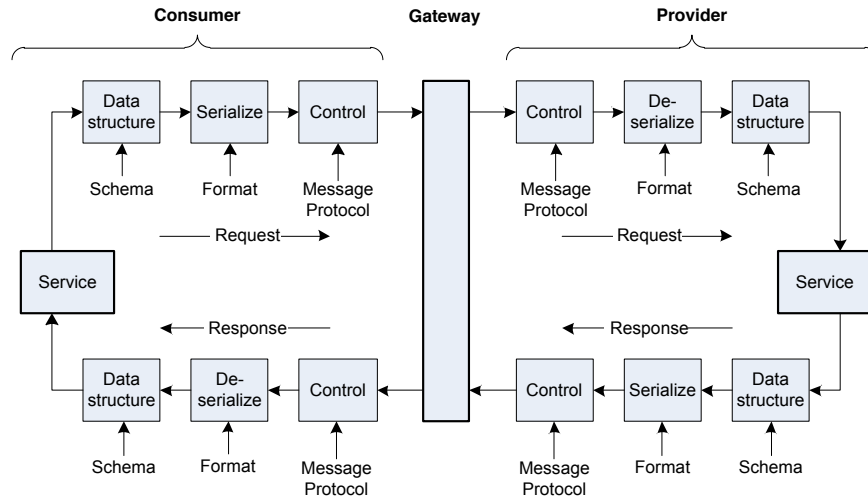 Consumer
Gateway
Provider
Data
structure
Serialize
Control
Control
De-
serialize
Data
structure
Schema
Format
Message
Protocol
Message
Protocol
Format
Schema
Request
Request
Service
Service
Response
Response
Data
structure
De-
serialize
Control
Control
Serialize
Data
structure
Schema
Format
Message
Protocol
Message
Protocol
Format
Schema